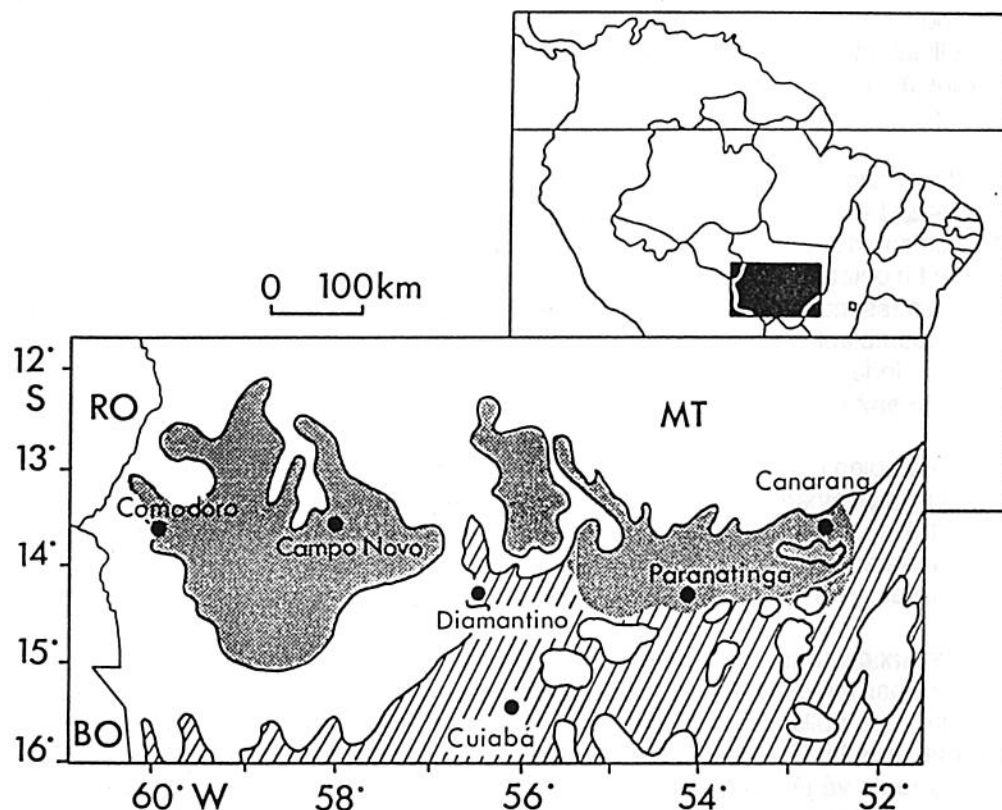 0 100km
12°
S
RO
MT
13°
Canarana
Comodoro
Campo Novo
14°
Paranatinga
Diamantino
15°
BO
Cuiabá
16°
60° W 58° 56° 54° 52°